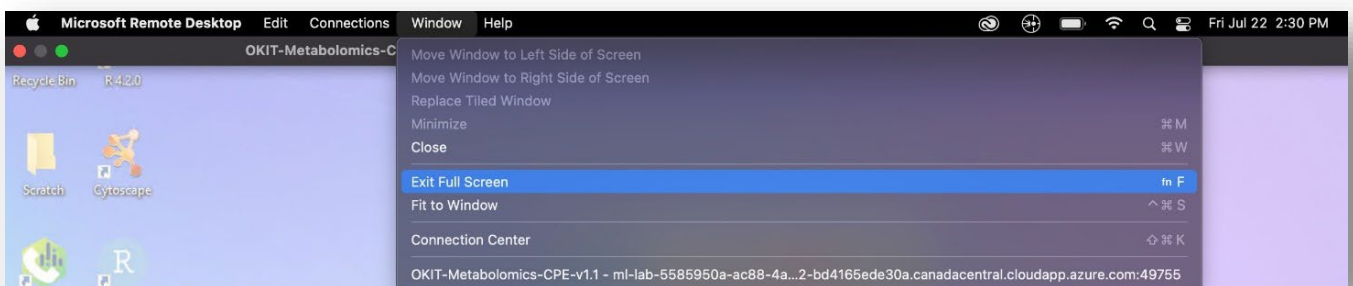 Microsoft Remote Desktop Edit Connections Window Help Fri Jul 22 2:30 PM
OKIT-Metabolomics-C
Move Window to Left Side of Screen
Recycle Bin R 4.2.0
Move Window to Right Side of Screen
Replace Tiled Window
Minimize ⌘ M
Close ⌘ W
Exit Full Screen fn F
Scratch Cytoscape
Fit to Window ^ ⌘ S
Connection Center ⇧ ⌘ K
R
OKIT-Metabolomics-CPE-v1.1 - ml-lab-5585950a-ac88-4a...2-bd4165ede30a.canadacentral.cloudapp.azure.com:49755